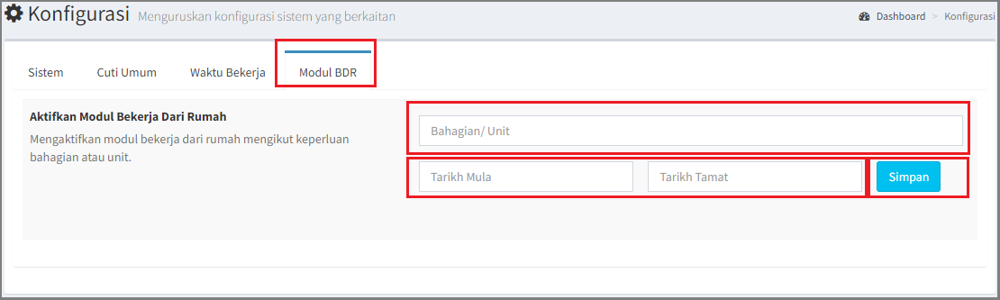 Konfigurasi Menguruskan konfigurasi sistem yang berkaitan
Dashboard > Konfigurasi
Sistem Cuti Umum Waktu Bekerja Modul BDR
Aktifkan Modul Bekerja Dari Rumah
Mengaktifkan modul bekerja dari rumah mengikut keperluan
bahagian atau unit.
Bahagian/ Unit
Tarikh Mula Tarikh Tamat Simpan